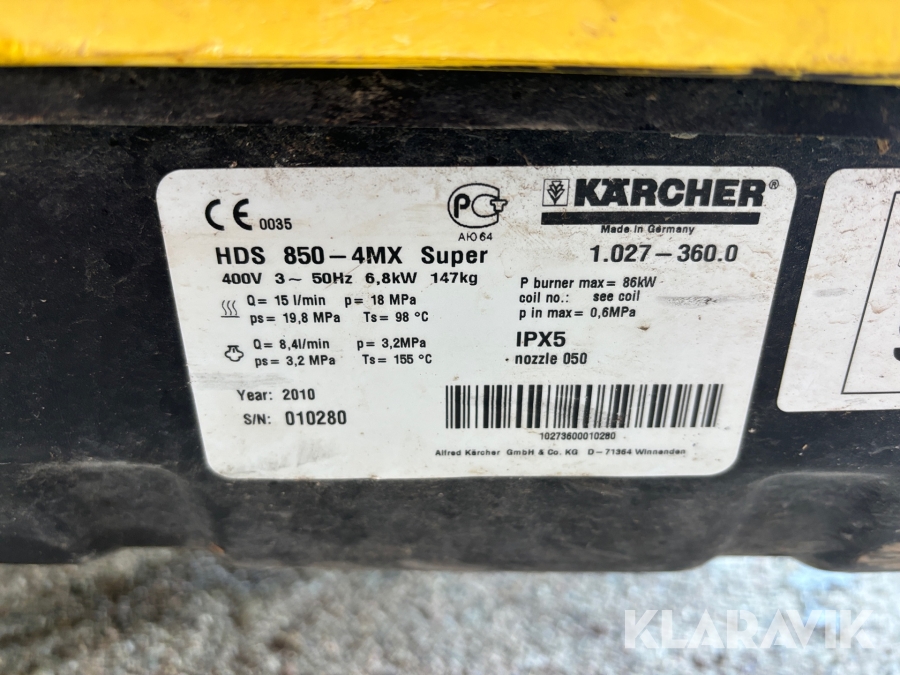 CE 0035
PCT
АЮ64
KÄRCHER®
Made in Germany
HDS 850-4MX Super
1.027-360.0
400V 3~ 50Hz 6,8kW 147kg
Q= 15 l/min p= 18 MPa
ps= 19,8 MPa Ts= 98 °C
P burner max= 86kW
coil no.: see coil
p in max= 0,6MPa
Q= 8,4l/min p= 3,2MPa
ps= 3,2 MPa Ts= 155 °C
IPX5
nozzle 050
Year: 2010
S/N: 010280
10273600010280
Alfred Kärcher GmbH & Co. KG D-71364 Winnenden
KLARAVIK